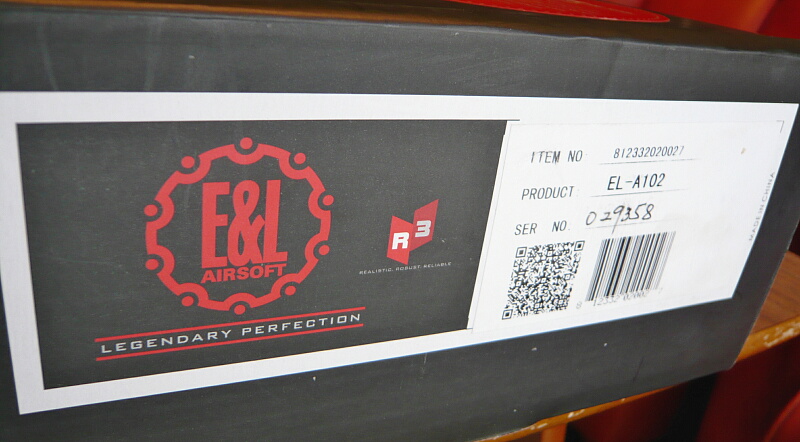 E&L
AIRSOFT
LEGENDARY PERFECTION
R3
REALISTIC. ROBUST. RELIABLE
ITEM NO 812332020027
PRODUCT: EL-A102
SER NO. 029358
MADE IN CHINA